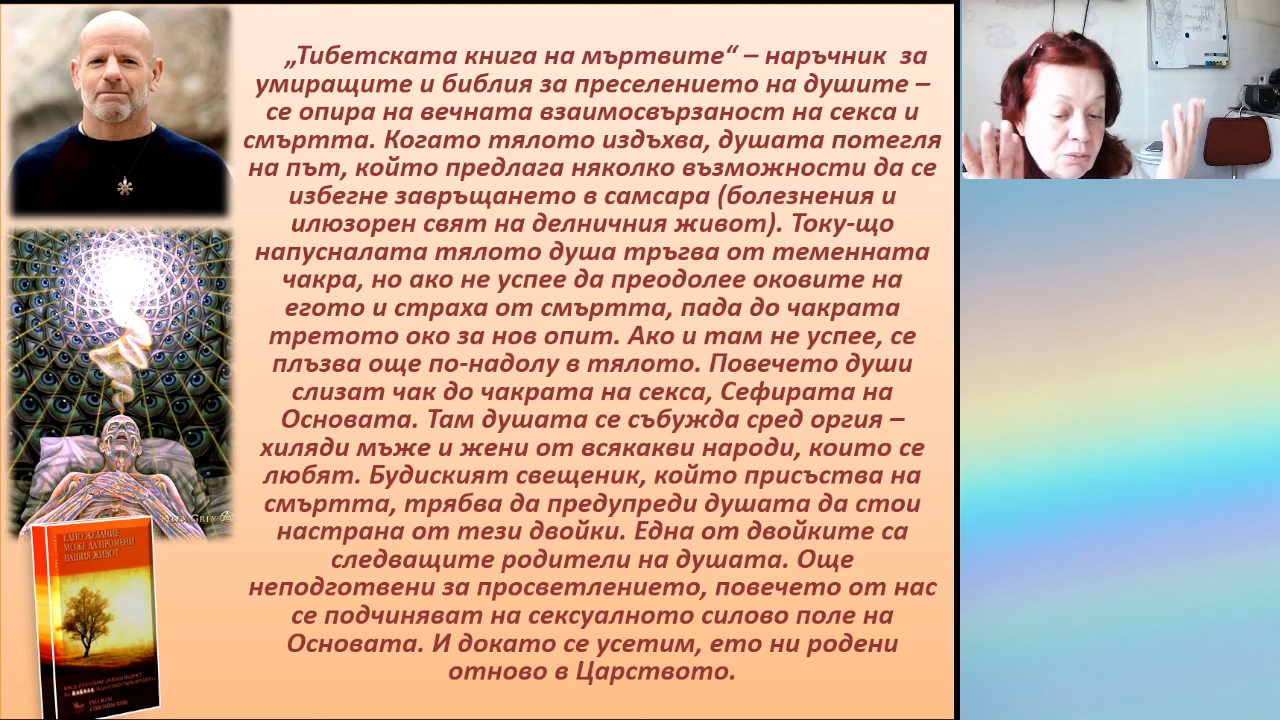 „Тибетската книга на мъртвите“ – наръчник за
умиращите и библия за преселението на душите –
се опира на вечната взаимосвързаност на секса и
смъртта. Когато тялото издъхва, душата потегля
на път, който предлага няколко възможности да се
избегне завръщането в самсара (болезнения и
илюзорен свят на делничния живот). Току-що
напусналата тялото душа тръгва от теменната
чакра, но ако не успее да преодолее оковите на
егото и страха от смъртта, пада до чакрата
третото око за нов опит. Ако и там не успее, се
плъзва още по-надолу в тялото. Повечето души
слизат чак до чакрата на секса, Сефирата на
Основата. Там душата се събужда сред оргия –
хиляди мъже и жени от всякакви народи, които се
любят. Будиският свещеник, който присъства на
смъртта, трябва да предупреди душата да стои
настрана от тези двойки. Една от двойките са
следващите родители на душата. Още
неподготвени за просветлението, повечето от нас
се подчиняват на сексуалното силово поле на
Основата. И докато се усетим, ето ни родени
отново в Царството.
ALEX GREY
ЕДНО ЖЕЛАНИЕ
МОЖЕ ДА ПРОМЕНИ
ВАШИЯ ЖИВОТ